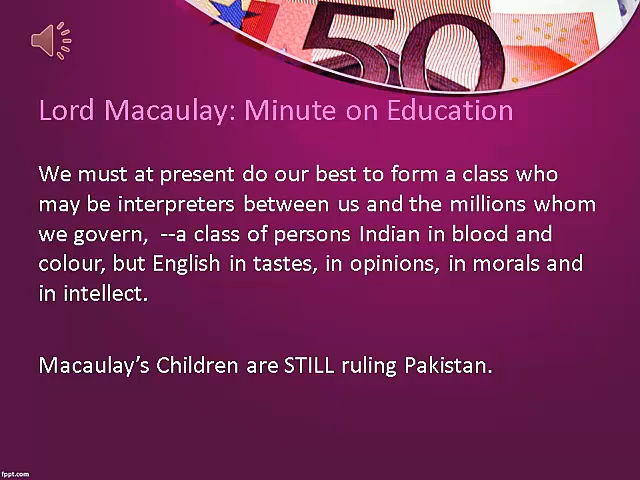 50
Lord Macaulay: Minute on Education
We must at present do our best to form a class who
may be interpreters between us and the millions whom
we govern,  --a class of persons Indian in blood and
colour, but English in tastes, in opinions, in morals and
in intellect.
Macaulay's Children are STILL ruling Pakistan.
fppt.com